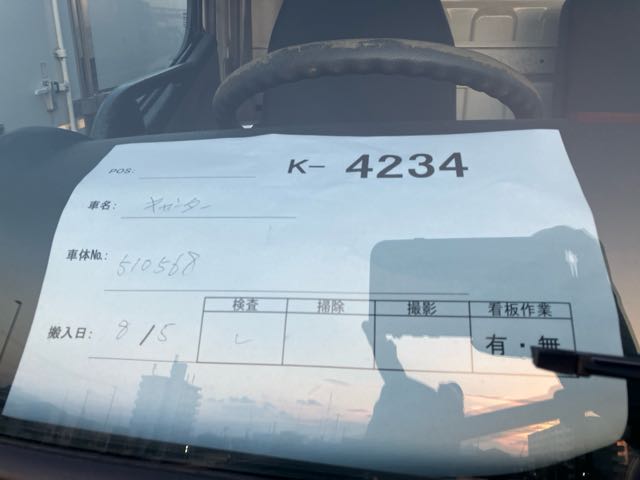 POS:
K- 4234
車名: キャンター
車体No.: 510568
検査 掃除 撮影 看板作業
搬入日: 8/5 レ 有・無